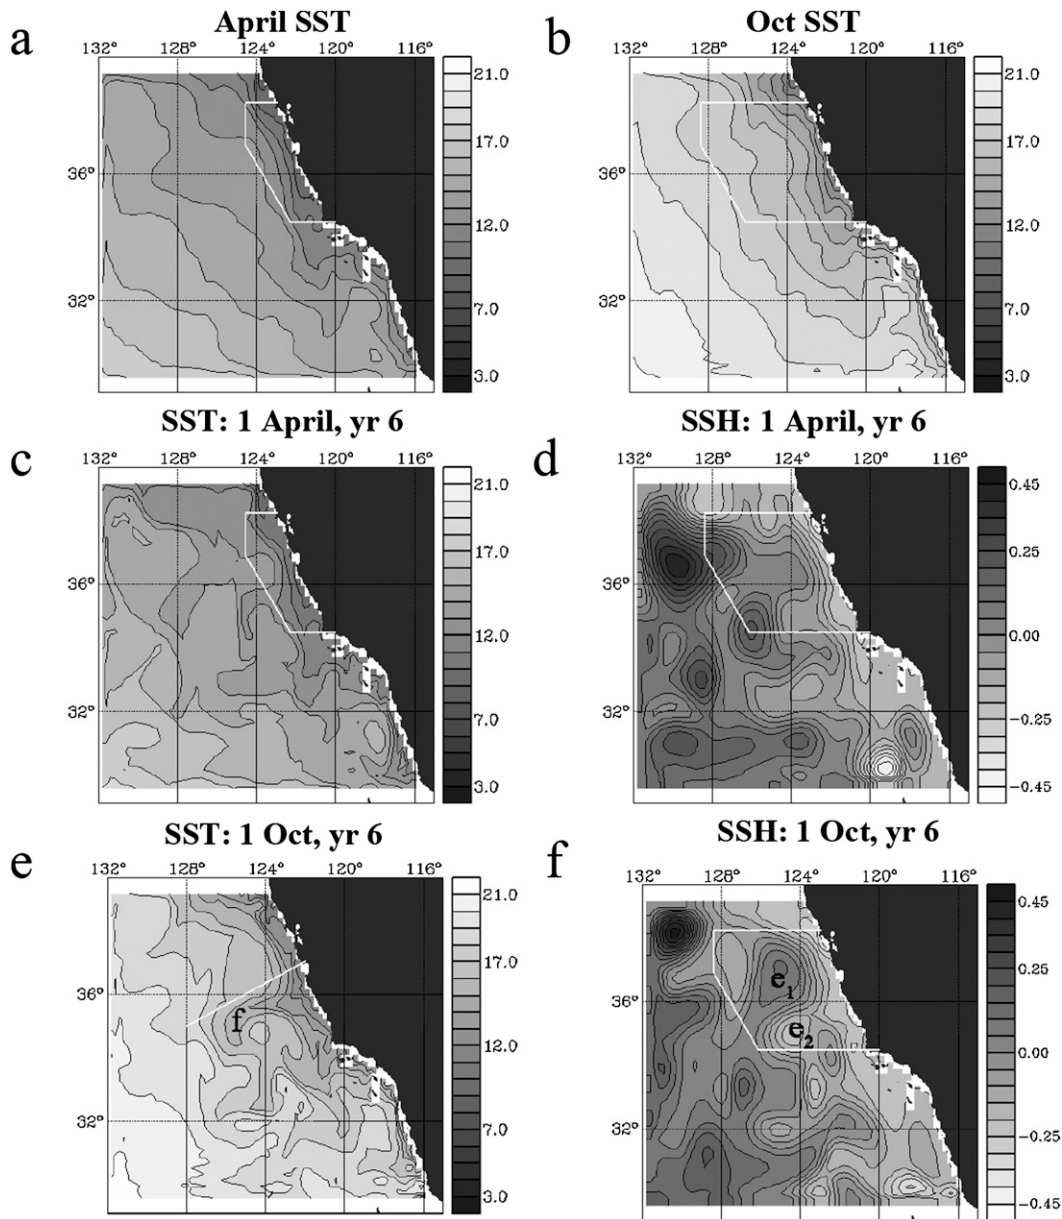 a
April SST
b
Oct SST
132° 128° 124° 120° 116°
132° 128° 124° 120° 116°
36°
32°
21.0
17.0
12.0
7.0
3.0
36°
32°
21.0
17.0
12.0
7.0
3.0
c
SST: 1 April, yr 6
d
SSH: 1 April, yr 6
132° 128° 124° 120° 116°
132° 128° 124° 120° 116°
36°
32°
21.0
17.0
12.0
7.0
3.0
36°
32°
0.45
0.25
0.00
-0.25
-0.45
e
SST: 1 Oct, yr 6
f
SSH: 1 Oct, yr 6
132° 128° 124° 120° 116°
132° 128° 124° 120° 116°
36°
32°
f
21.0
17.0
12.0
7.0
3.0
36°
32°
e₁
e₂
0.45
0.25
0.00
-0.25
-0.45